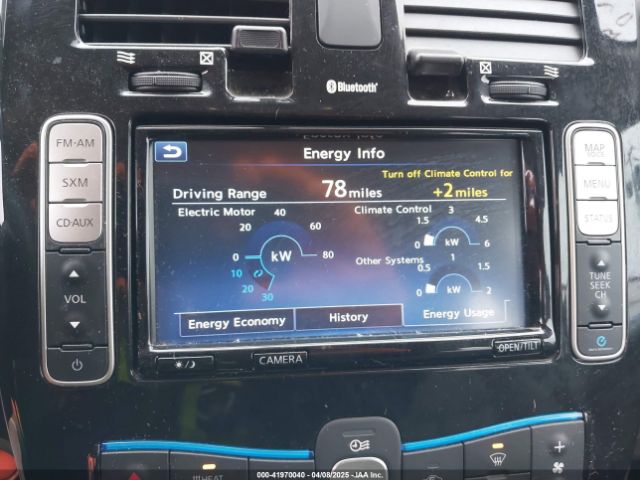 Bluetooth
FM·AM
SXM
CD·AUX
VOL
MAP
VOICE
MENU
STATUS
TUNE
SEEK
CH
Energy Info
Turn off Climate Control for
Driving Range 78 miles +2 miles
Electric Motor
40
20
60
0
80
kW
10
20
30
Climate Control
3
1.5
4.5
0
6
kW
Other Systems
1
0.5
1.5
0
2
kW
Energy Economy
History
Energy Usage
CAMERA
OPEN/TILT
HEAT
000-41970040 - 04/08/2025 - IAA Inc.